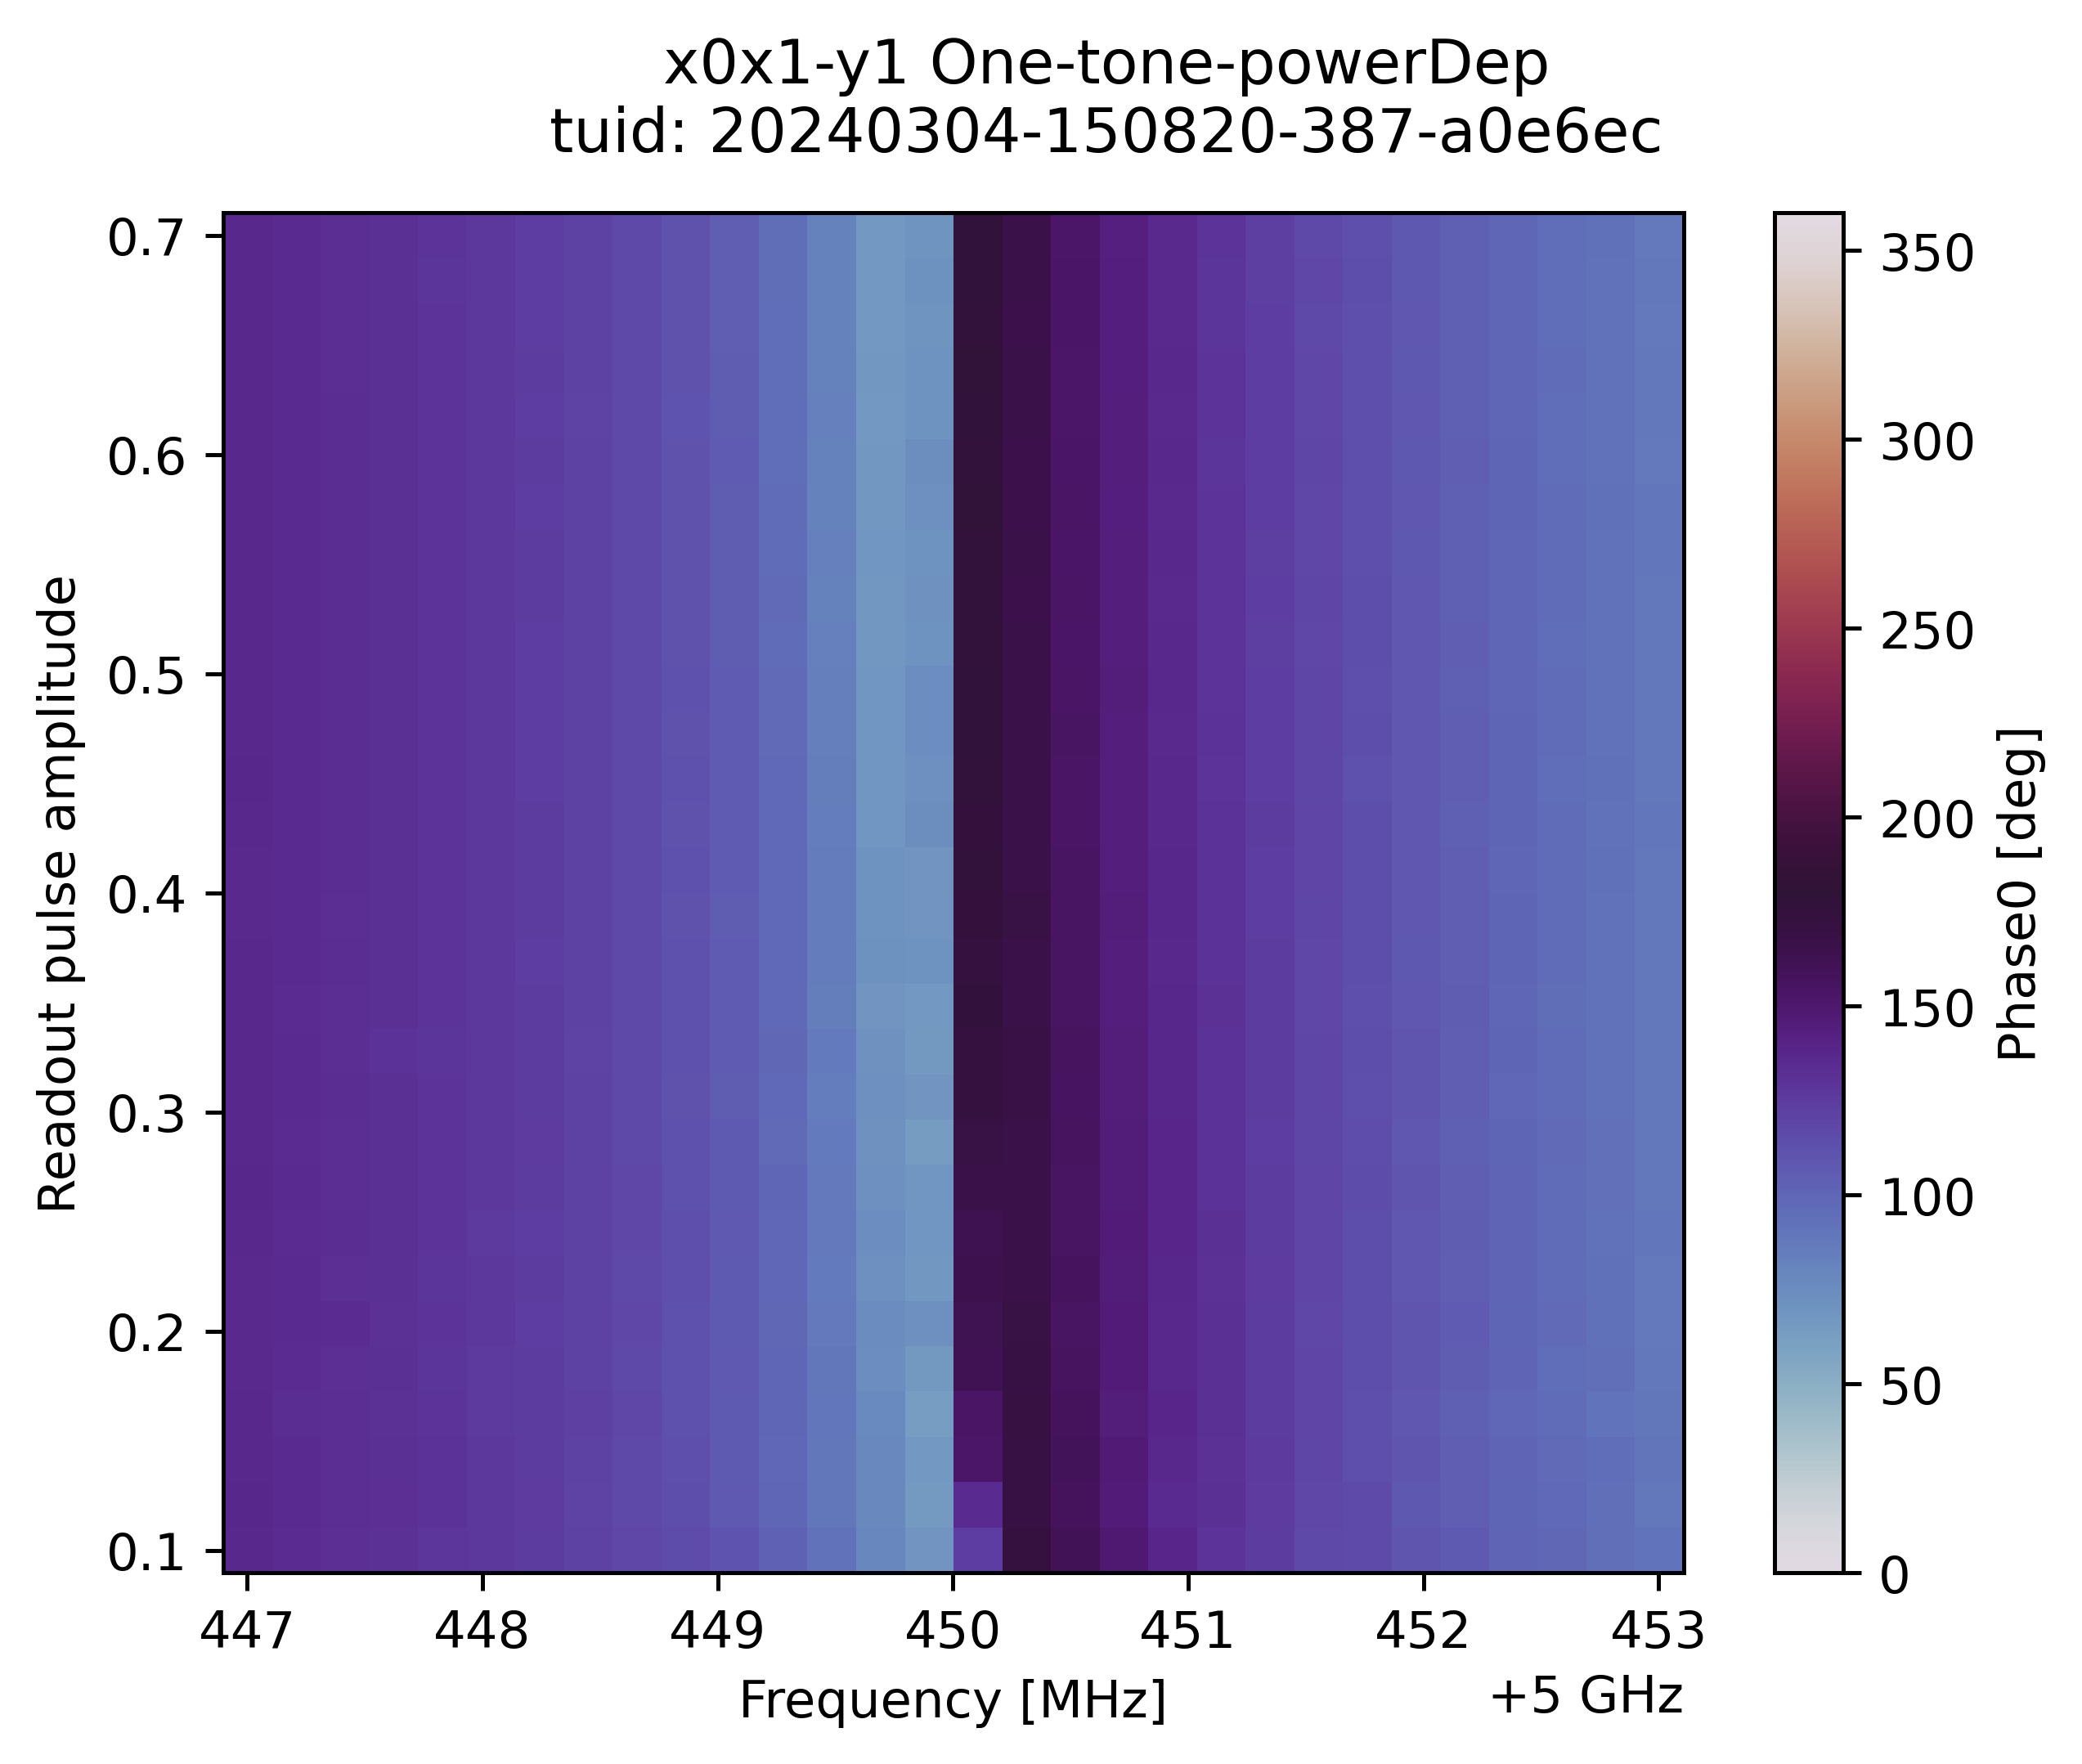 x0x1-y1 One-tone-powerDep
tuid: 20240304-150820-387-a0e6ec
Readout pulse amplitude
0.7
0.6
0.5
0.4
0.3
0.2
0.1
447 448 449 450 451 452 453
Frequency [MHz]
+5 GHz
350
300
250
200
150
100
50
0
Phase0 [deg]